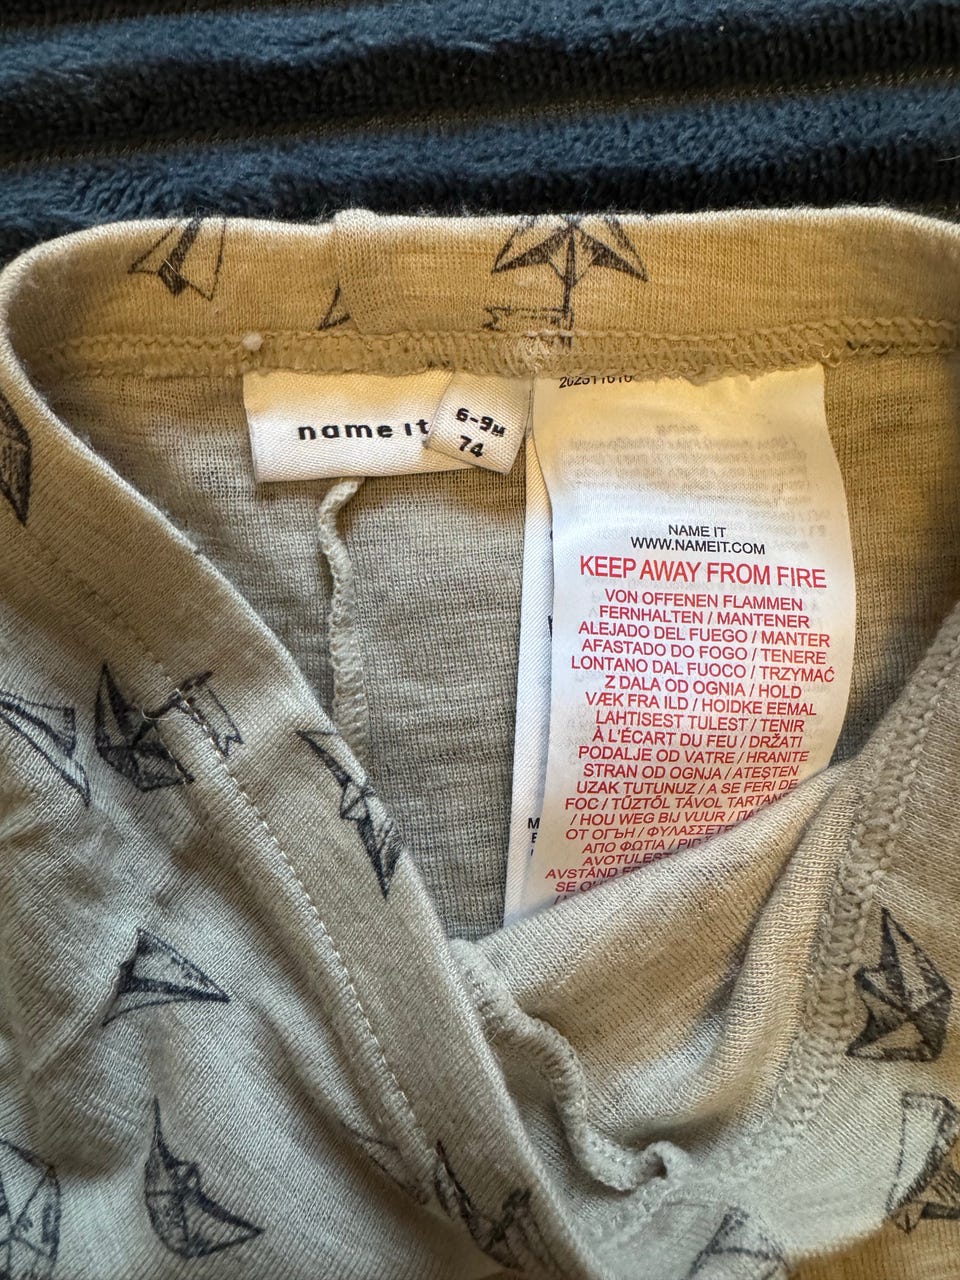 name it
6-9M
74
NAME IT
WWW.NAMEIT.COM
KEEP AWAY FROM FIRE
VON OFFENEN FLAMMEN
FERNHALTEN / MANTENER
ALEJADO DEL FUEGO / MANTER
AFASTADO DO FOGO / TENERE
LONTANO DAL FUOCO / TRZYMAĆ
Z DALA OD OGNIA / HOLD
VÆK FRA ILD / HOIDKE EEMAL
LAHTISEST TULEST / TENIR
À L'ÉCART DU FEU / DRŽATI
PODALJE OD VATRE / HRANITE
STRAN OD OGNJA / ATEŞTEN
UZAK TUTUNUZ / A SE FERI DE
FOC / TŰZTŐL TÁVOL TARTAN
/ HOU WEG BIJ VUUR /
ОТ ОГЪН / ΦΥΛΑΣΣΕΤΕ
ΑΠΟ ΦΩΤΙΑ /
AVOTULEST
AVSTÅND
SE